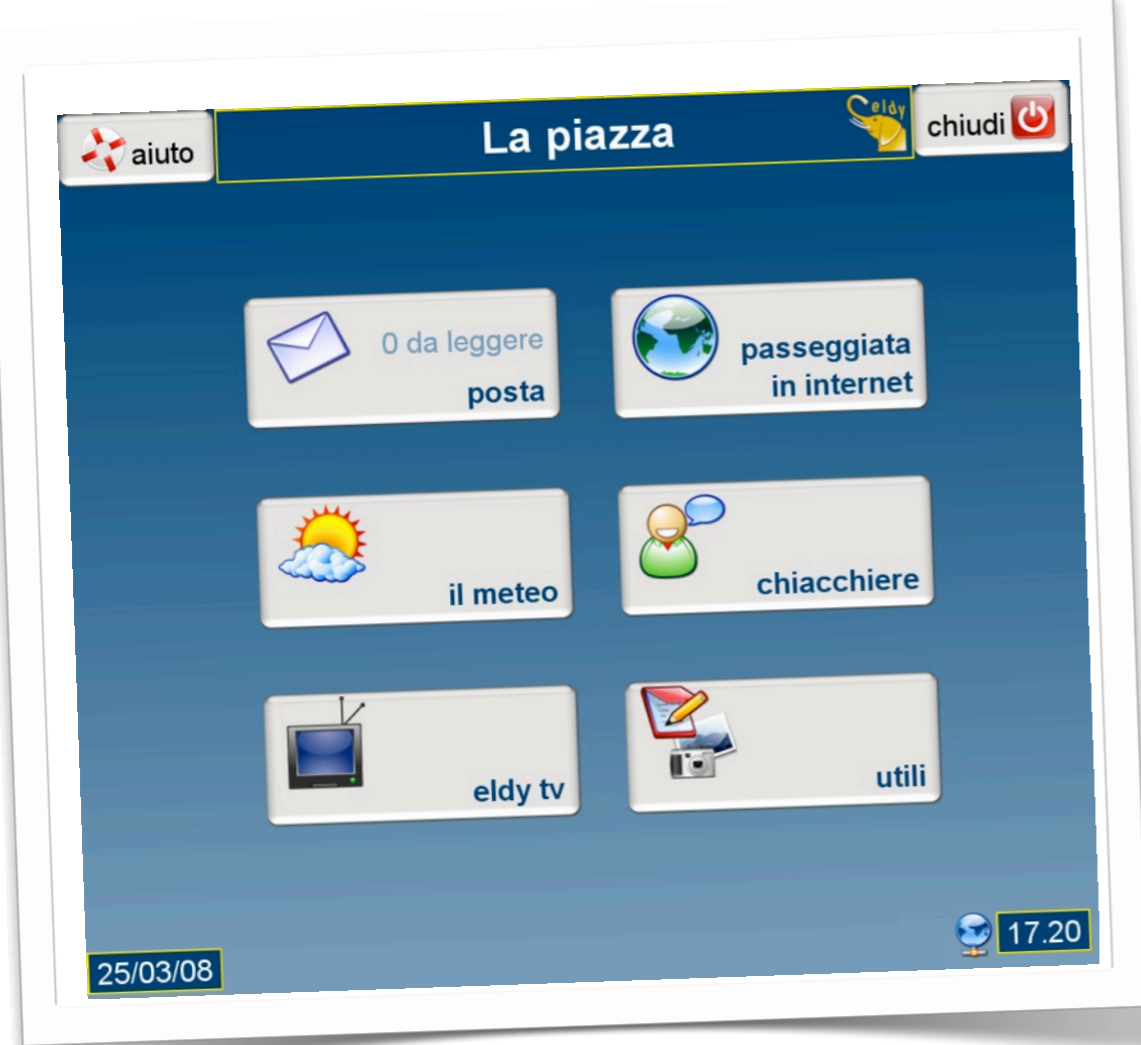 aiuto
La piazza
eldy
chiudi
0 da leggere
posta
passeggiata
in internet
il meteo
chiacchiere
eldy tv
utili
25/03/08
17.20